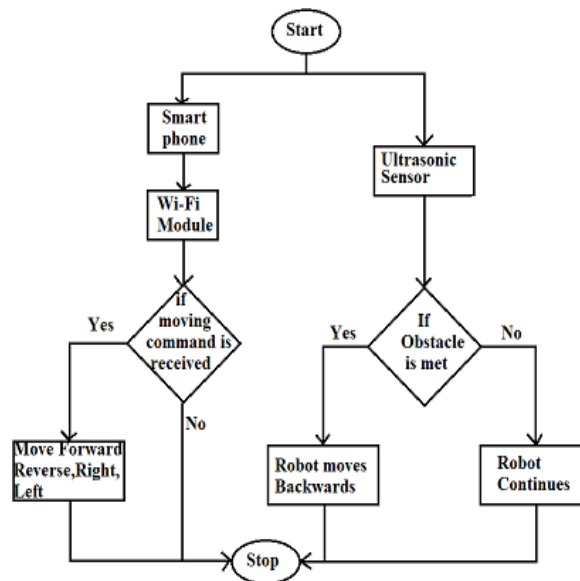 Start
Smart
phone
Wi-Fi
Module
if
moving
command is
received
Yes
No
Move Forward
Reverse,Right,
Left
Ultrasonic
Sensor
If
Obstacle
is met
Yes
No
Robot moves
Backwards
Robot
Continues
Stop